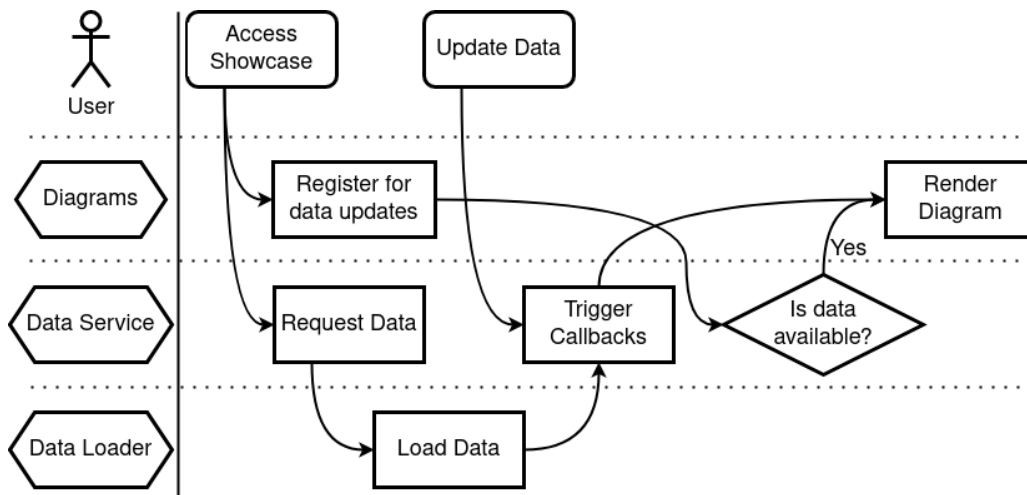 User
Access
Showcase
Update Data
Diagrams
Register for
data updates
Render
Diagram
Yes
Data Service
Request Data
Trigger
Callbacks
Is data
available?
Data Loader
Load Data